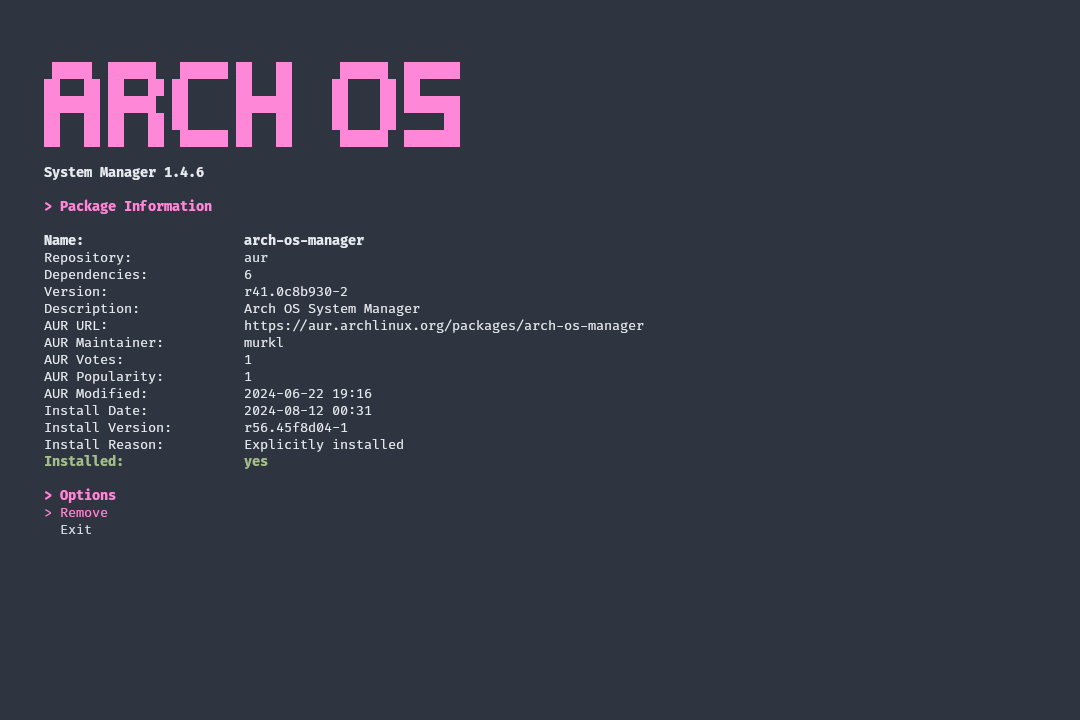 ARCH OS
System Manager 1.4.6
> Package Information
Name: arch-os-manager
Repository: aur
Dependencies: 6
Version: r41.0c8b930-2
Description: Arch OS System Manager
AUR URL: https://aur.archlinux.org/packages/arch-os-manager
AUR Maintainer: murkl
AUR Votes: 1
AUR Popularity: 1
AUR Modified: 2024-06-22 19:16
Install Date: 2024-08-12 00:31
Install Version: r56.45f8d04-1
Install Reason: Explicitly installed
Installed: yes
> Options
> Remove
Exit